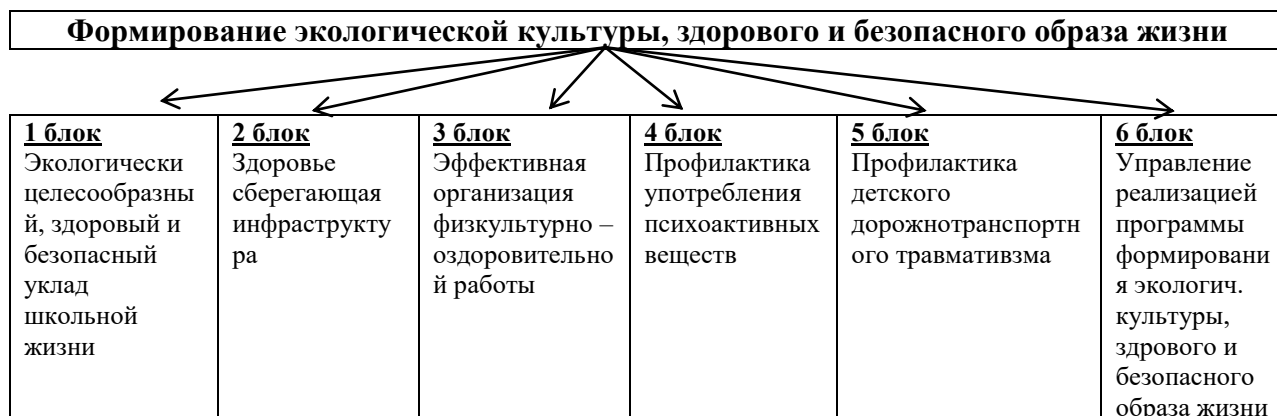 Формирование экологической культуры, здорового и безопасного образа жизни
1 блок
Экологически
целесообразны
й, здоровый и
безопасный
уклад
школьной
жизни
2 блок
Здоровье
сберегающая
инфраструкту
ра
3 блок
Эффективная
организация
физкультурно –
оздоровительно
й работы
4 блок
Профилактика
употребления
психоактивных
веществ
5 блок
Профилактика
детского
дорожнотранспортн
ого травмативзма
6 блок
Управление
реализацией
программы
формировани
я экологич.
культуры,
здрового и
безопасного
образа жизни